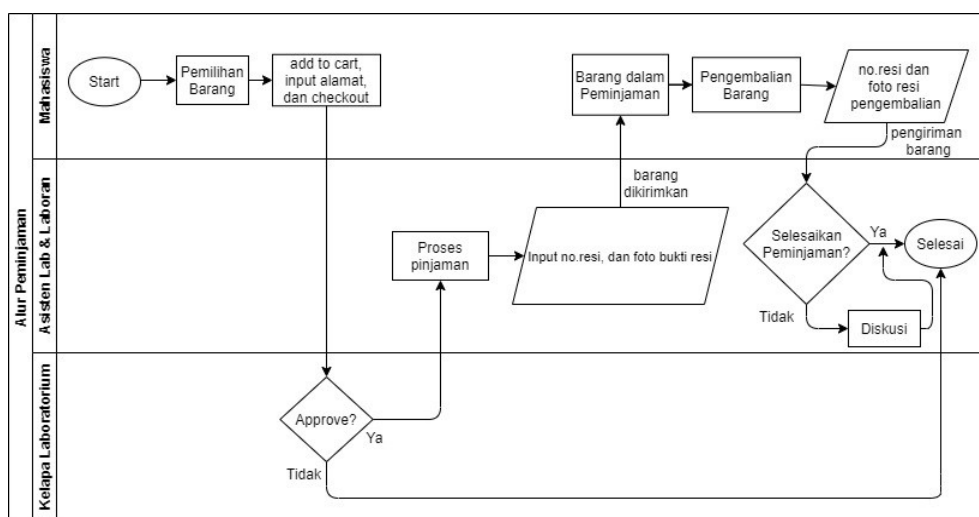 Alur Peminjaman
Mahasiswa
Start
Pemilihan
Barang
add to cart,
input alamat,
dan checkout
Barang dalam
Peminjaman
Pengembalian
Barang
no.resi dan
foto resi
pengembalian
pengiriman
barang
Asisten Lab & Laboran
barang
dikirimkan
Proses
pinjaman
Input no.resi, dan foto bukti resi
Selesaikan
Peminjaman?
Ya
Selesai
Tidak
Diskusi
Kelapa Laboratorium
Approve?
Ya
Tidak